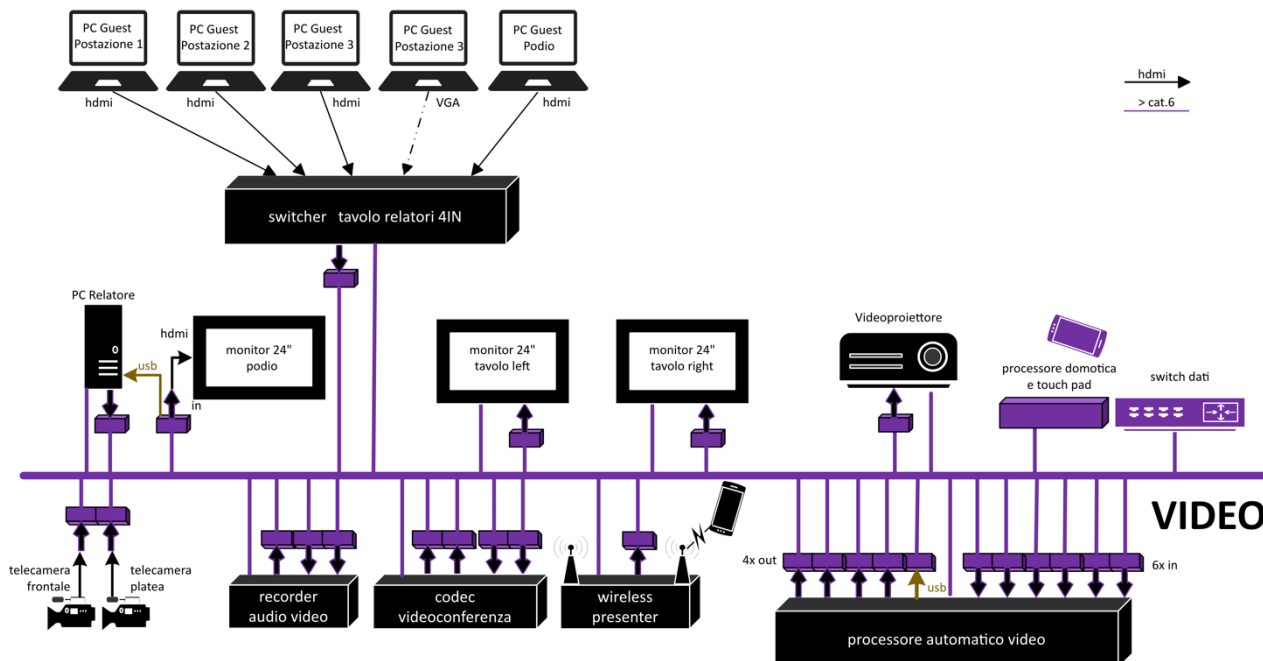 PC Guest
Postazione 1
PC Guest
Postazione 2
PC Guest
Postazione 3
PC Guest
Postazione 3
PC Guest
Podio
hdmi
hdmi
hdmi
VGA
hdmi
hdmi
> cat.6
switcher tavolo relatori 4IN
PC Relatore
hdmi
usb
in
monitor 24"
podio
monitor 24"
tavolo left
monitor 24"
tavolo right
Videoproiettore
processore domotica
e touch pad
switch dati
VIDEO
telecamera
frontale
telecamera
platea
recorder
audio video
codec
videoconferenza
wireless
presenter
4x out
usb
6x in
processore automatico video